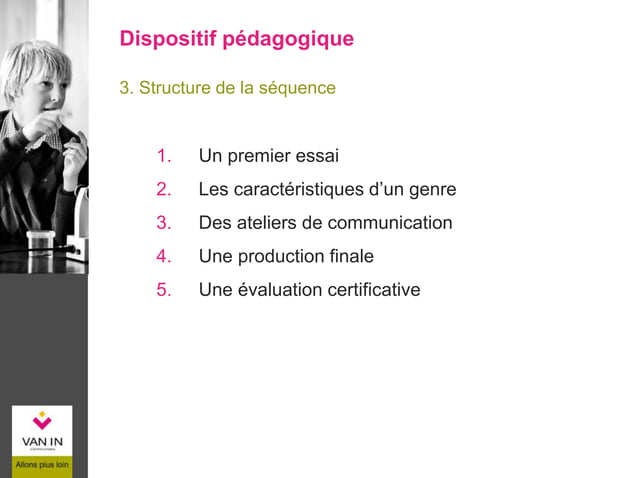 Dispositif pédagogique
3. Structure de la séquence
1. Un premier essai
2. Les caractéristiques d’un genre
3. Des ateliers de communication
4. Une production finale
5. Une évaluation certificative
VAN IN
Allons plus loin